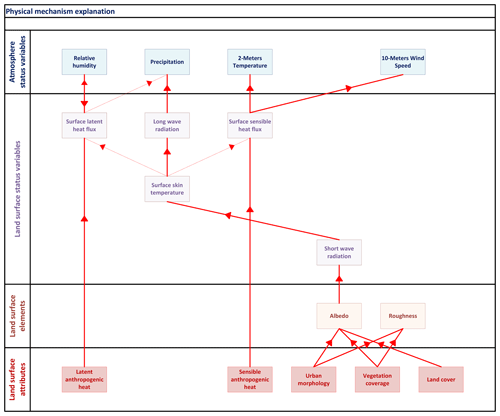 Physical mechanism explanation
Atmosphere
status variables
Relative
humidity
Precipitation
2-Meters
Temperature
10-Meters Wind
Speed
Land surface status variables
Surface latent
heat flux
Long wave
radiation
Surface sensible
heat flux
Surface skin
temperature
Short wave
radiation
Land surface
elements
Albedo
Roughness
Land surface
attributes
Latent
anthropogenic
heat
Sensible
anthropogenic
heat
Urban
morphology
Vegetation
coverage
Land cover